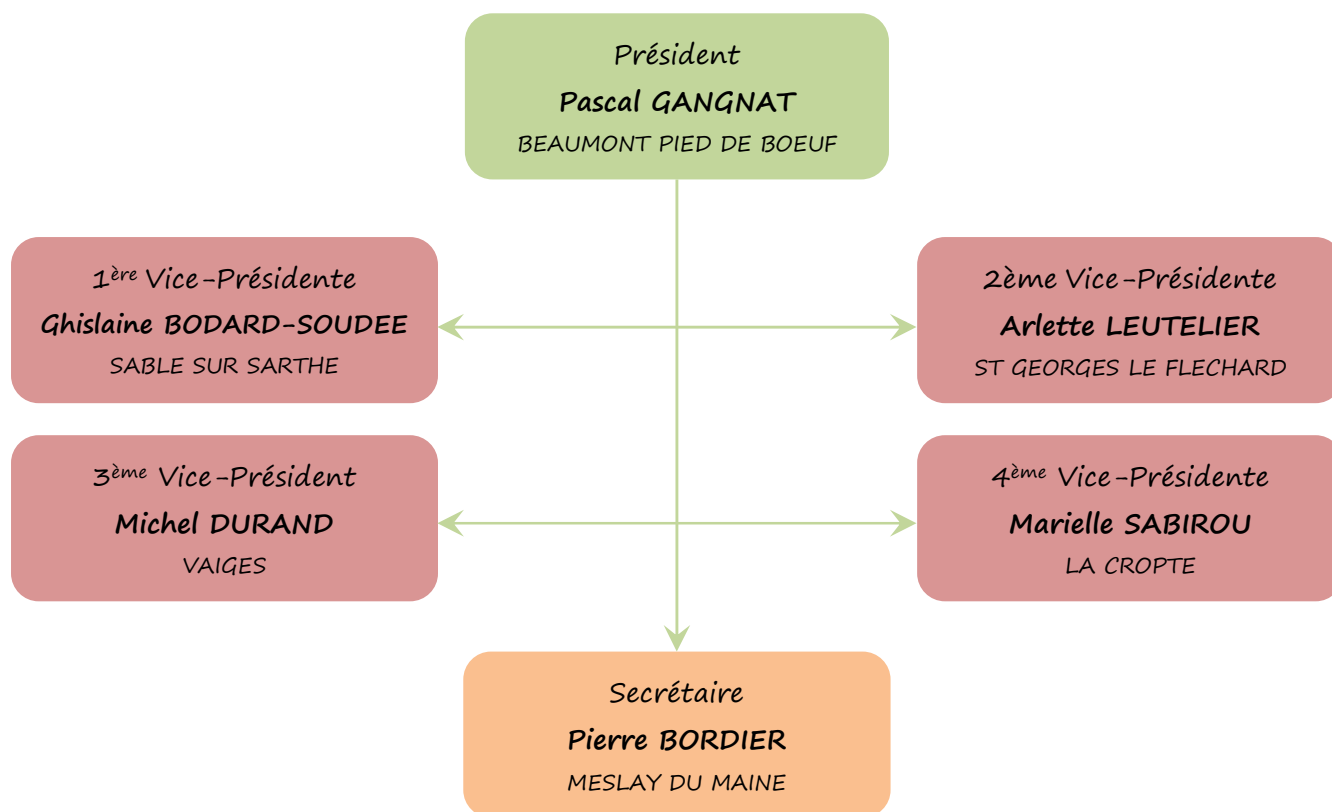 Président
Pascal GANGNAT
BEAUMONT PIED DE BOEUF
1ère Vice-Présidente
Ghislaine BODARD-SOUDEE
SABLE SUR SARTHE
2ème Vice-Présidente
Arlette LEUTELIER
ST GEORGES LE FLECHARD
3ème Vice-Président
Michel DURAND
VAIGES
4ème Vice-Présidente
Marielle SABIROU
LA CROPTE
Secrétaire
Pierre BORDIER
MESLAY DU MAINE